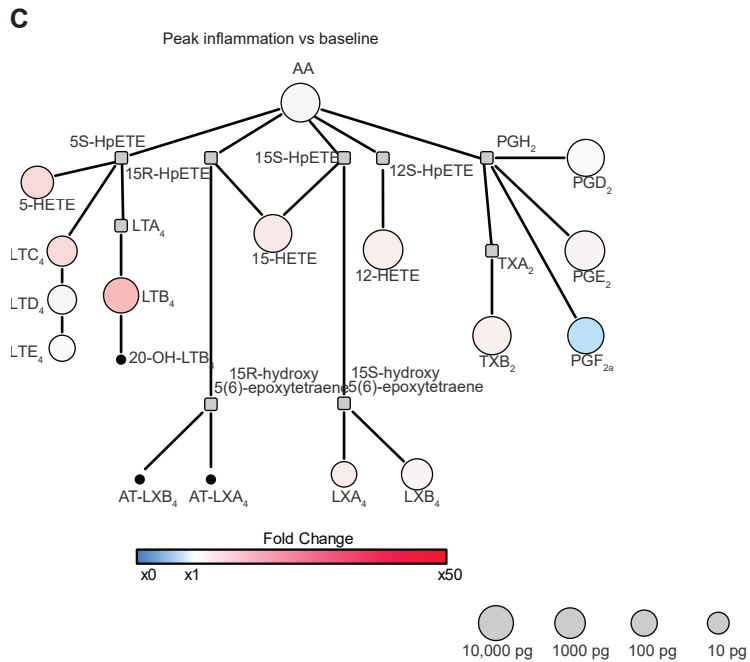 C
Peak inflammation vs baseline
AA
5S-HpETE
15R-HpETE
15S-HpETE
12S-HpETE
PGH2
PGD2
5-HETE
LTA4
LTC4
15-HETE
12-HETE
TXA2
PGE2
LTD4
LTB4
LTE4
20-OH-LTB4
TXB2
PGF2a
15R-hydroxy
5(6)-epoxytetraene
15S-hydroxy
5(6)-epoxytetraene
AT-LXB4
AT-LXA4
LXA4
LXB4
Fold Change
x0
x1
x50
10,000 pg
1000 pg
100 pg
10 pg